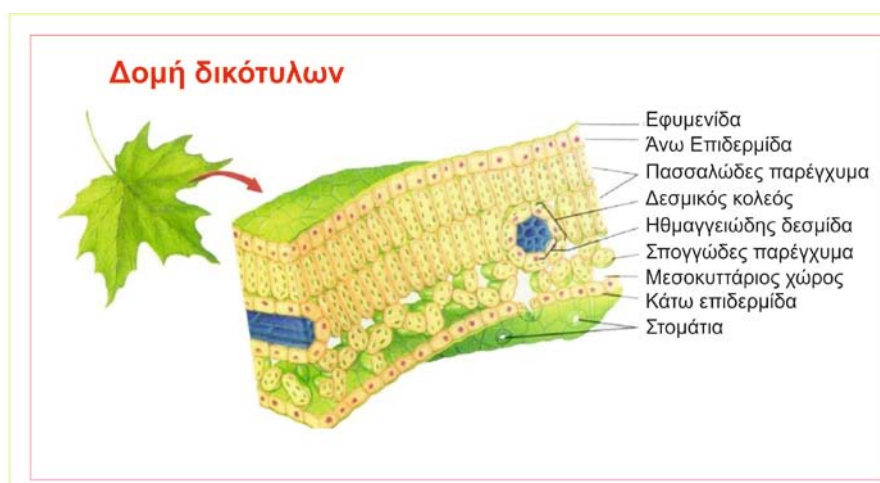 Δομή δικότυλων
Εφυμενίδα
Άνω Επιδερμίδα
Πασσαλώδες παρέγχυμα
Δεσμικός κολεός
Ηθμαγγειώδης δεσμίδα
Σπογγώδες παρέγχυμα
Μεσοκυττάριος χώρος
Κάτω επιδερμίδα
Στομάτια